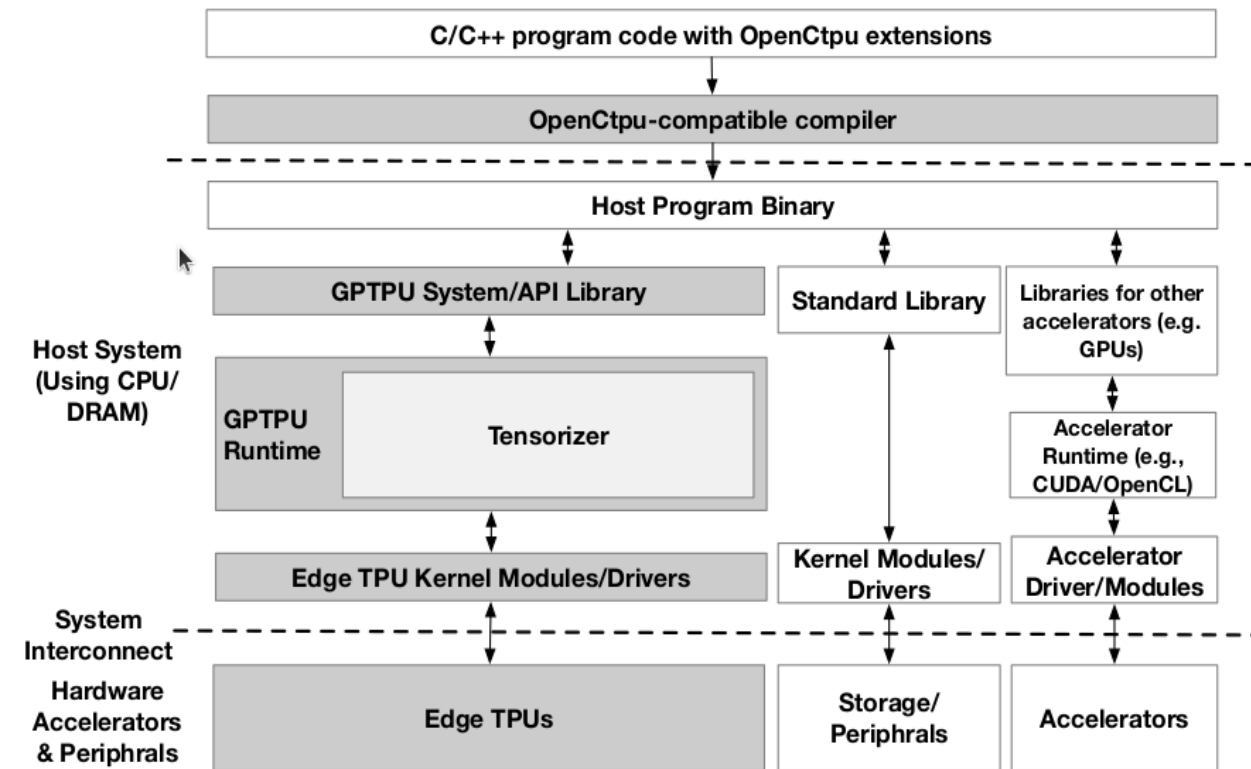 C/C++ program code with OpenCtpu extensions
OpenCtpu-compatible compiler
Host Program Binary
GPTPU System/API Library
Standard Library
Libraries for other
accelerators (e.g.
GPUs)
Host System
(Using CPU/
DRAM)
GPTPU
Runtime
Tensorizer
Accelerator
Runtime (e.g.,
CUDA/OpenCL)
Edge TPU Kernel Modules/Drivers
Kernel Modules/
Drivers
Accelerator
Driver/Modules
System
Interconnect
Hardware
Accelerators
& Periphrals
Edge TPUs
Storage/
Periphrals
Accelerators